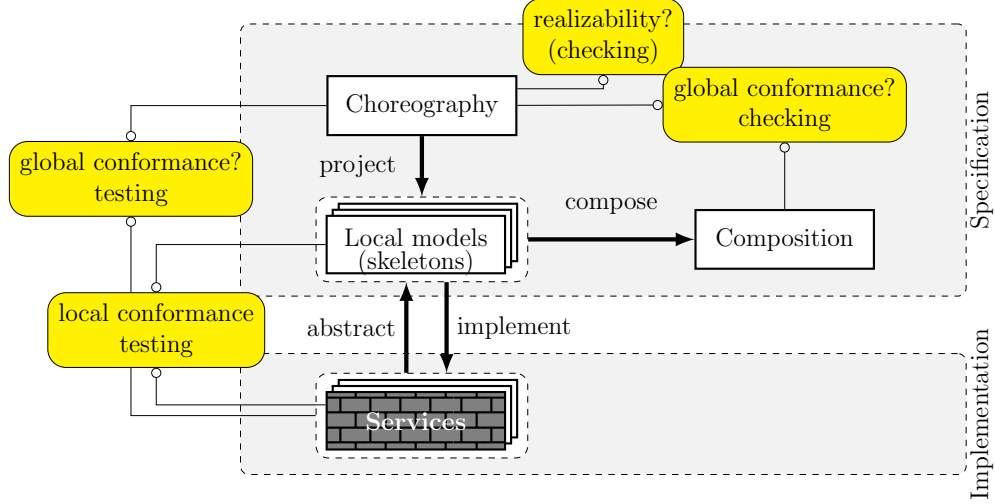 realizability?
(checking)
global conformance?
checking
Choreography
global conformance?
testing
project
compose
Specification
Local models
(skeletons)
Composition
local conformance
testing
abstract
implement
Services
Implementation